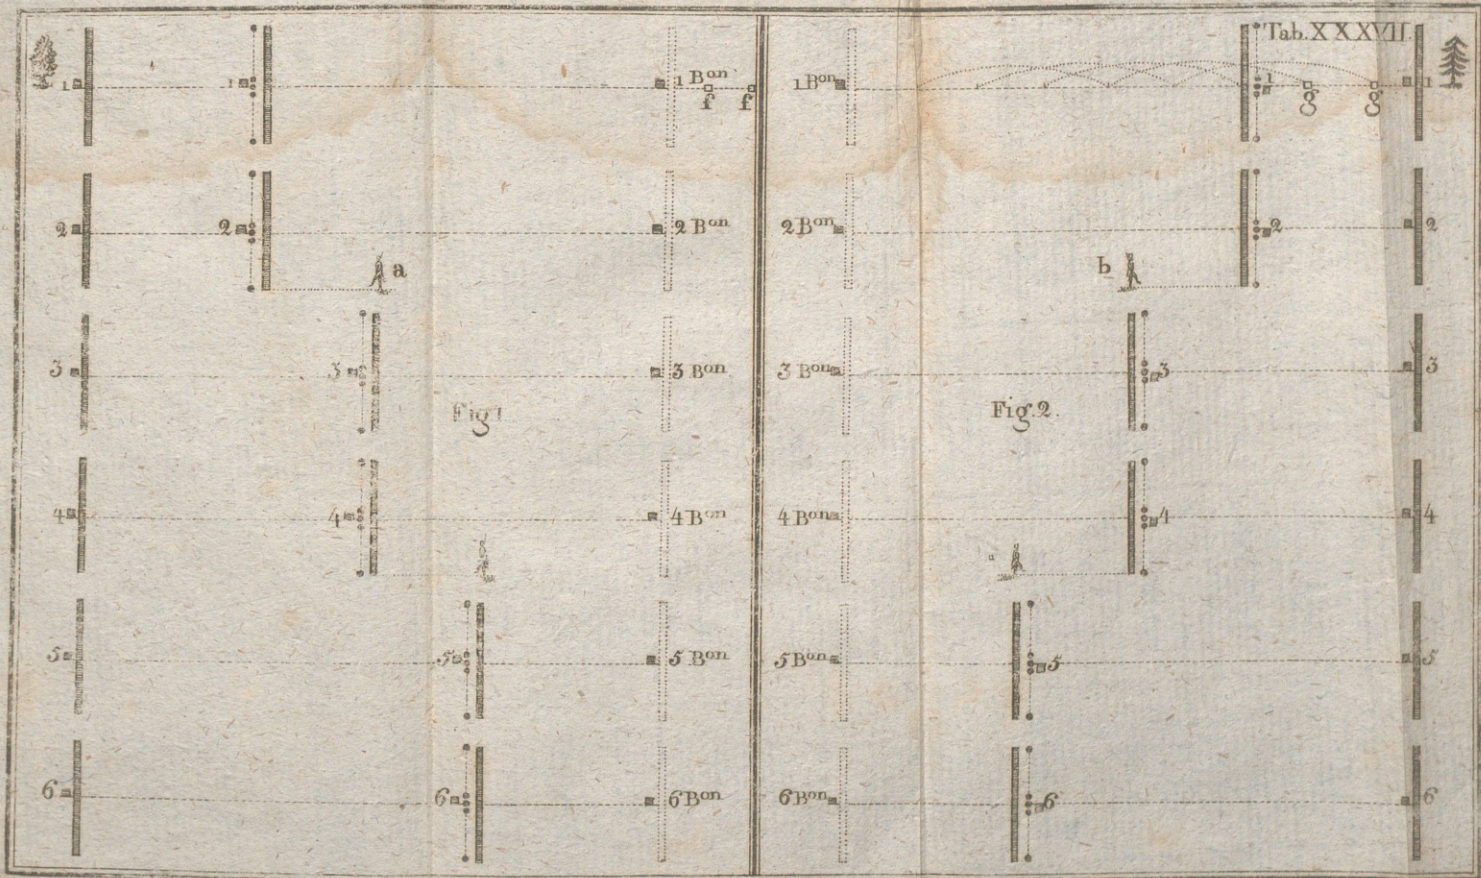 Tab. XXXVII.
1 1 1 Bon f f 1 Bon 1 g g 1
2 2 2 Bon 2 Bon 2 2
a b
3 3 3 Bon 3 Bon 3 3
Fig 1 Fig. 2.
4 4 4 Bon 4 Bon 4 4
5 5 5 Bon 5 Bon 5 5
6 6 6 Bon 6 Bon 6 6